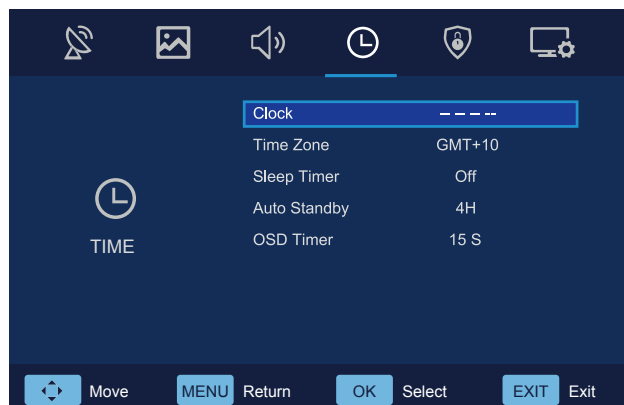 Clock – – – --
Time Zone GMT+10
Sleep Timer Off
Auto Standby 4H
OSD Timer 15 S
TIME
Move MENU Return OK Select EXIT Exit